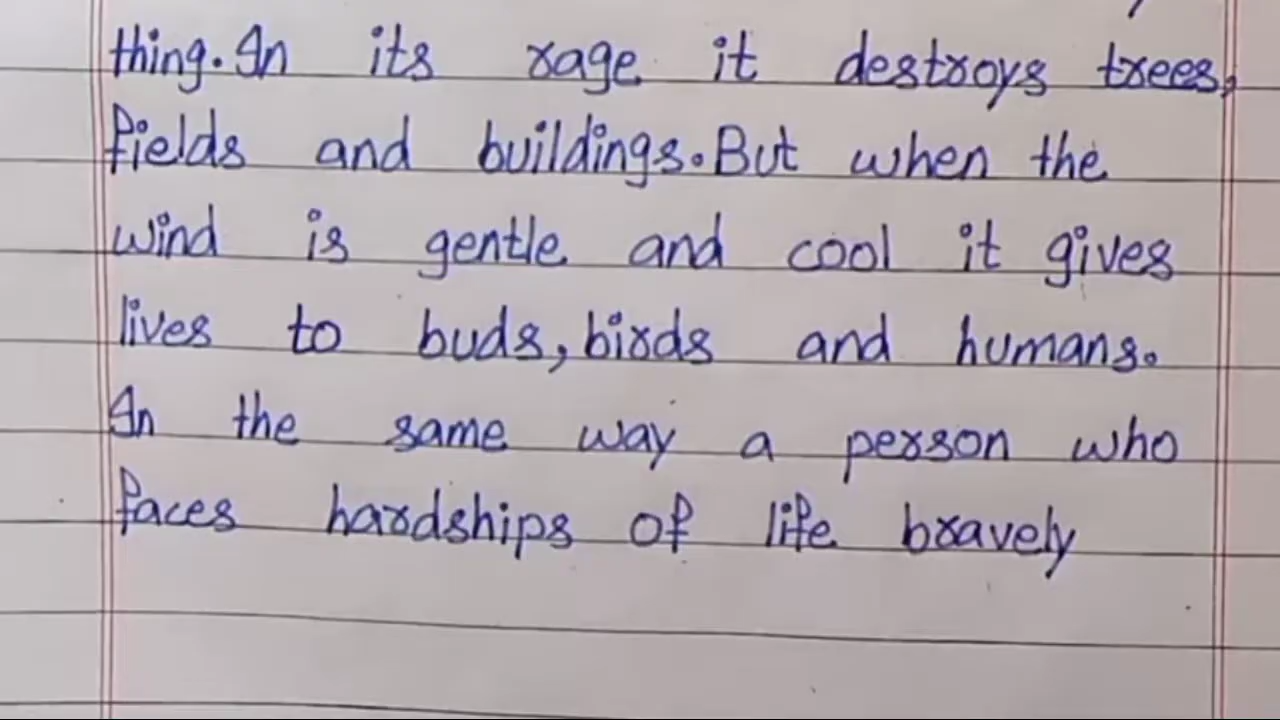 thing. In its rage it destroys trees,
fields and buildings. But when the
wind is gentle and cool it gives
lives to buds, birds and humans.
In the same way a person who
faces hardships of life bravely